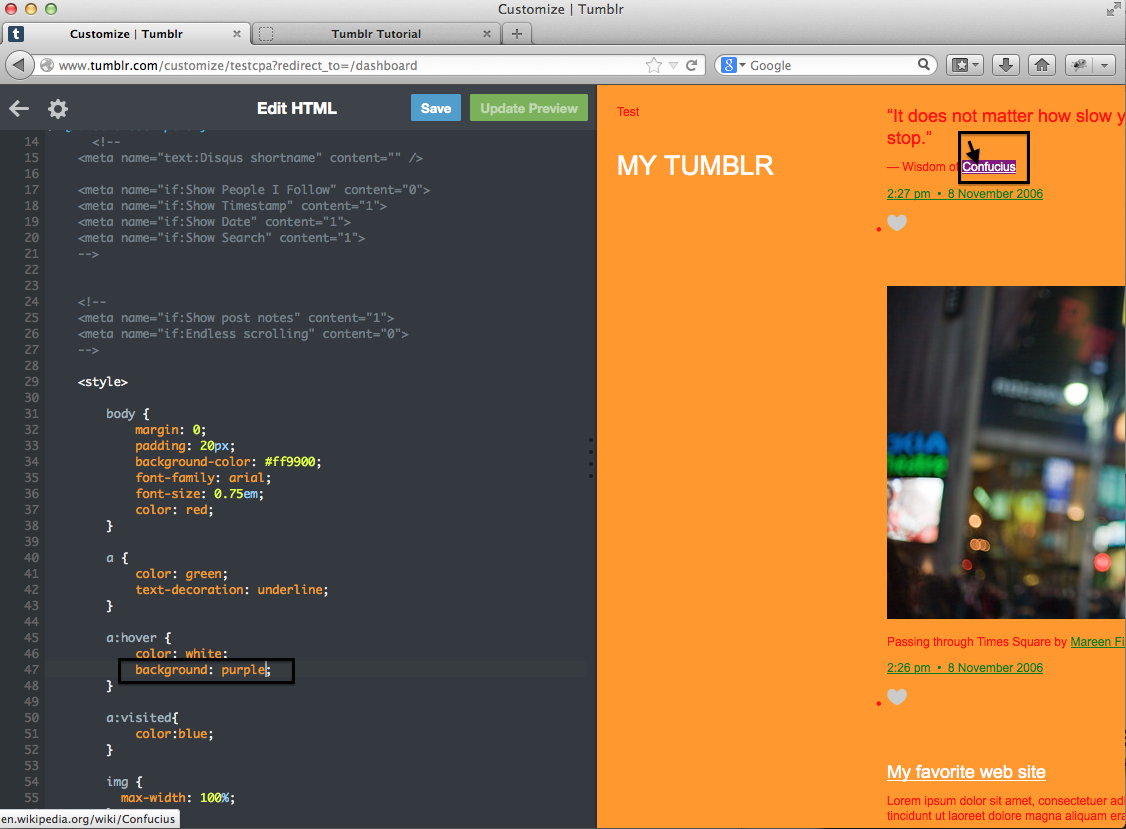 Customize | Tumblr
Customize | Tumblr
Tumblr Tutorial
www.tumblr.com/customize/testcpa?redirect_to=/dashboard
Google
Edit HTML
Save
Update Preview
14 <!--
15 <meta name="text:Disqus shortname" content="" />
16
17 <meta name="if:Show People I Follow" content="0">
18 <meta name="if:Show Timestamp" content="1">
19 <meta name="if:Show Date" content="1">
20 <meta name="if:Show Search" content="1">
21 -->
22
23
24 <!--
25 <meta name="if:Show post notes" content="1">
26 <meta name="if:Endless scrolling" content="0">
27 -->
28
29 <style>
30
31 body {
32 margin: 0;
33 padding: 20px;
34 background-color: #ff9900;
35 font-family: arial;
36 font-size: 0.75em;
37 color: red;
38 }
39
40 a {
41 color: green;
42 text-decoration: underline;
43 }
44
45 a:hover {
46 color: white;
47 background: purple;
48 }
49
50 a:visited{
51 color:blue;
52 }
53
54 img {
55 max-width: 100%;
en.wikipedia.org/wiki/Confucius
Test
MY TUMBLR
“It does not matter how slow y
stop.”
— Wisdom of Confucius
2:27 pm • 8 November 2006
Passing through Times Square by Mareen Fi
2:26 pm • 8 November 2006
My favorite web site
Lorem ipsum dolor sit amet, consectetuer adi
tincidunt ut laoreet dolore magna aliquam era